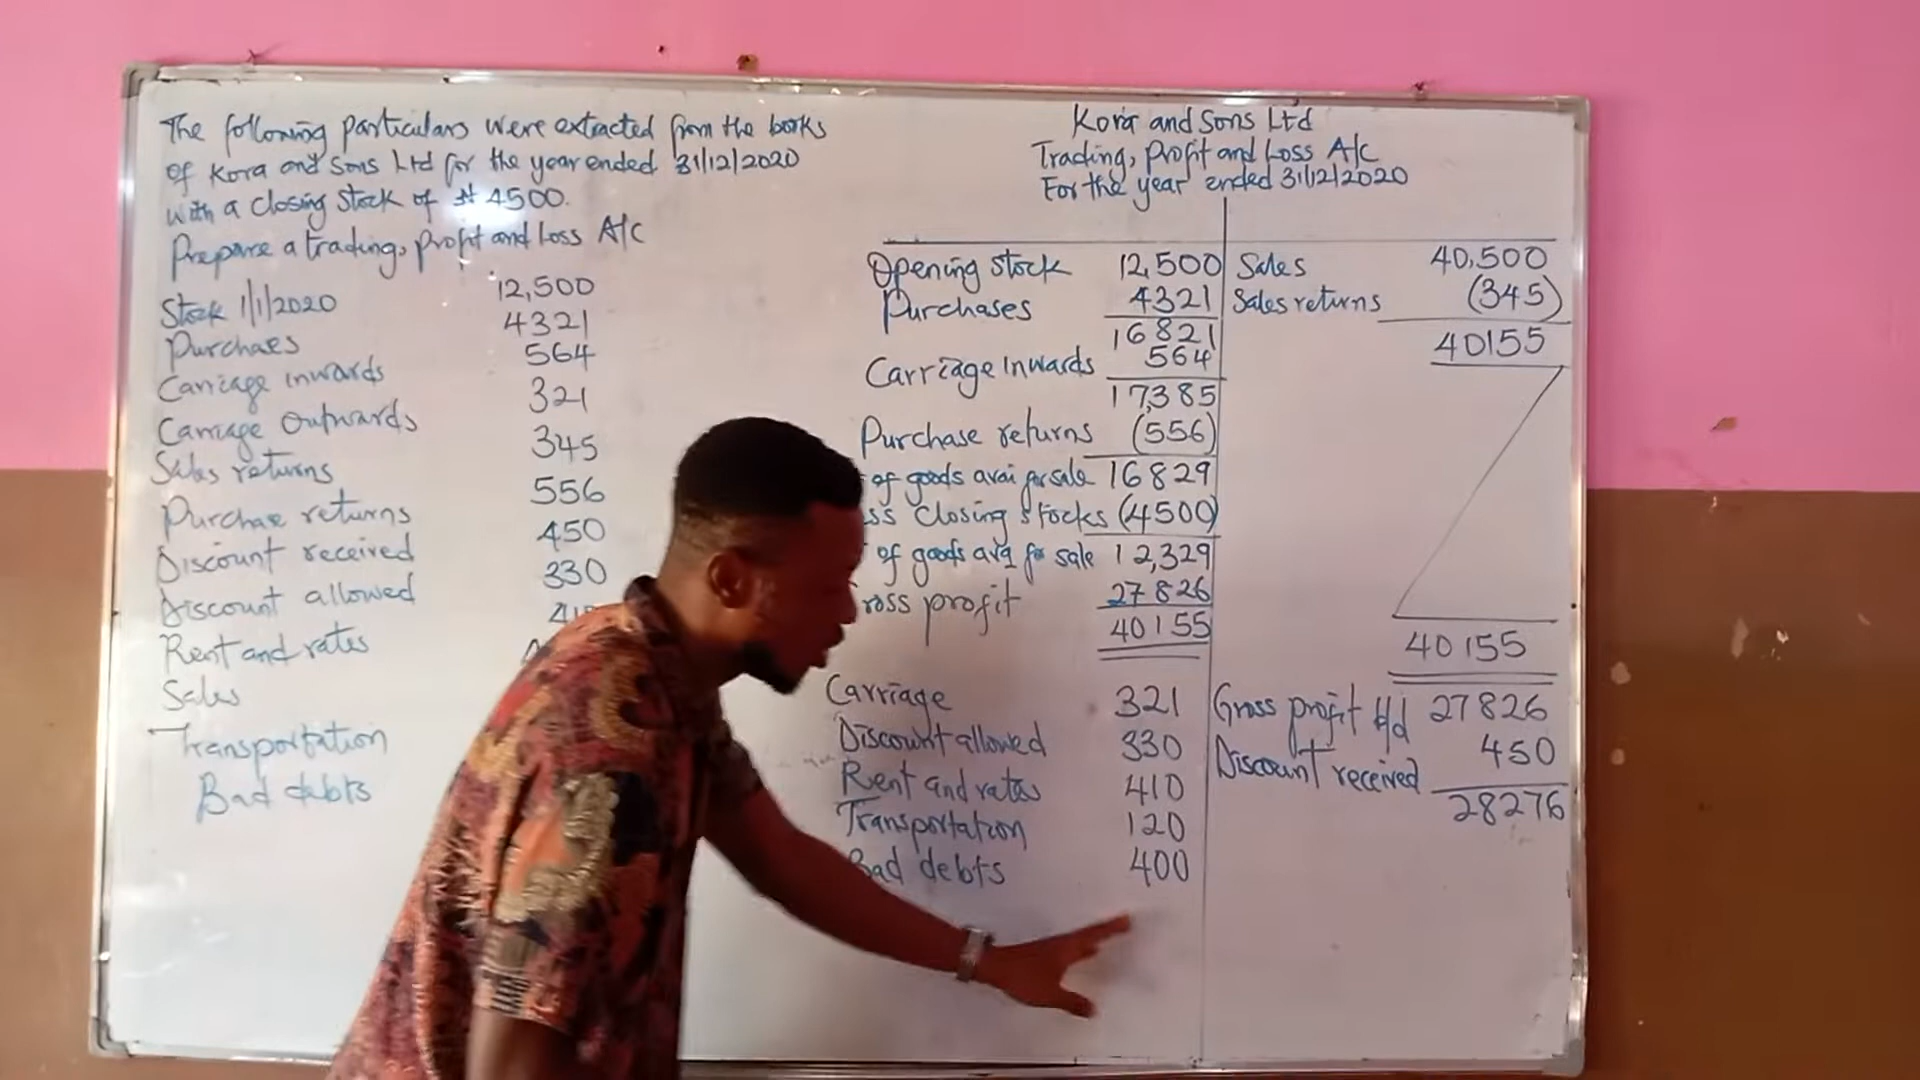 The following particulars were extracted from the books
of Kora and Sons Ltd for the year ended 31/12/2020
with a closing stock of ₦ 4500.
Prepare a trading, profit and loss A/C
Stock 1/1/2020 12,500
Purchaes 4321
Carriage inwards 564
Carriage Outwards 321
Sales returns 345
Purchase returns 556
Discount received 450
Discount allowed 330
Rent and rates
Sales
Transportation
Bad debts
Kora and Sons Ltd
Trading, Profit and Loss A/C
For the year ended 31/12/2020
Opening stock 12,500 Sales 40,500
Purchases 4321 Sales returns (345)
16821 40155
Carriage inwards 564
17,385
Purchase returns (556)
of goods avai for sale 16829
ss Closing stocks (4500)
of goods ava for sale 12,329
ross profit 27826
40155 40155
Carriage 321 Gross profit b/d 27826
Discount allowed 330 Discount received 450
Rent and rates 410 28276
Transportation 120
Bad debts 400